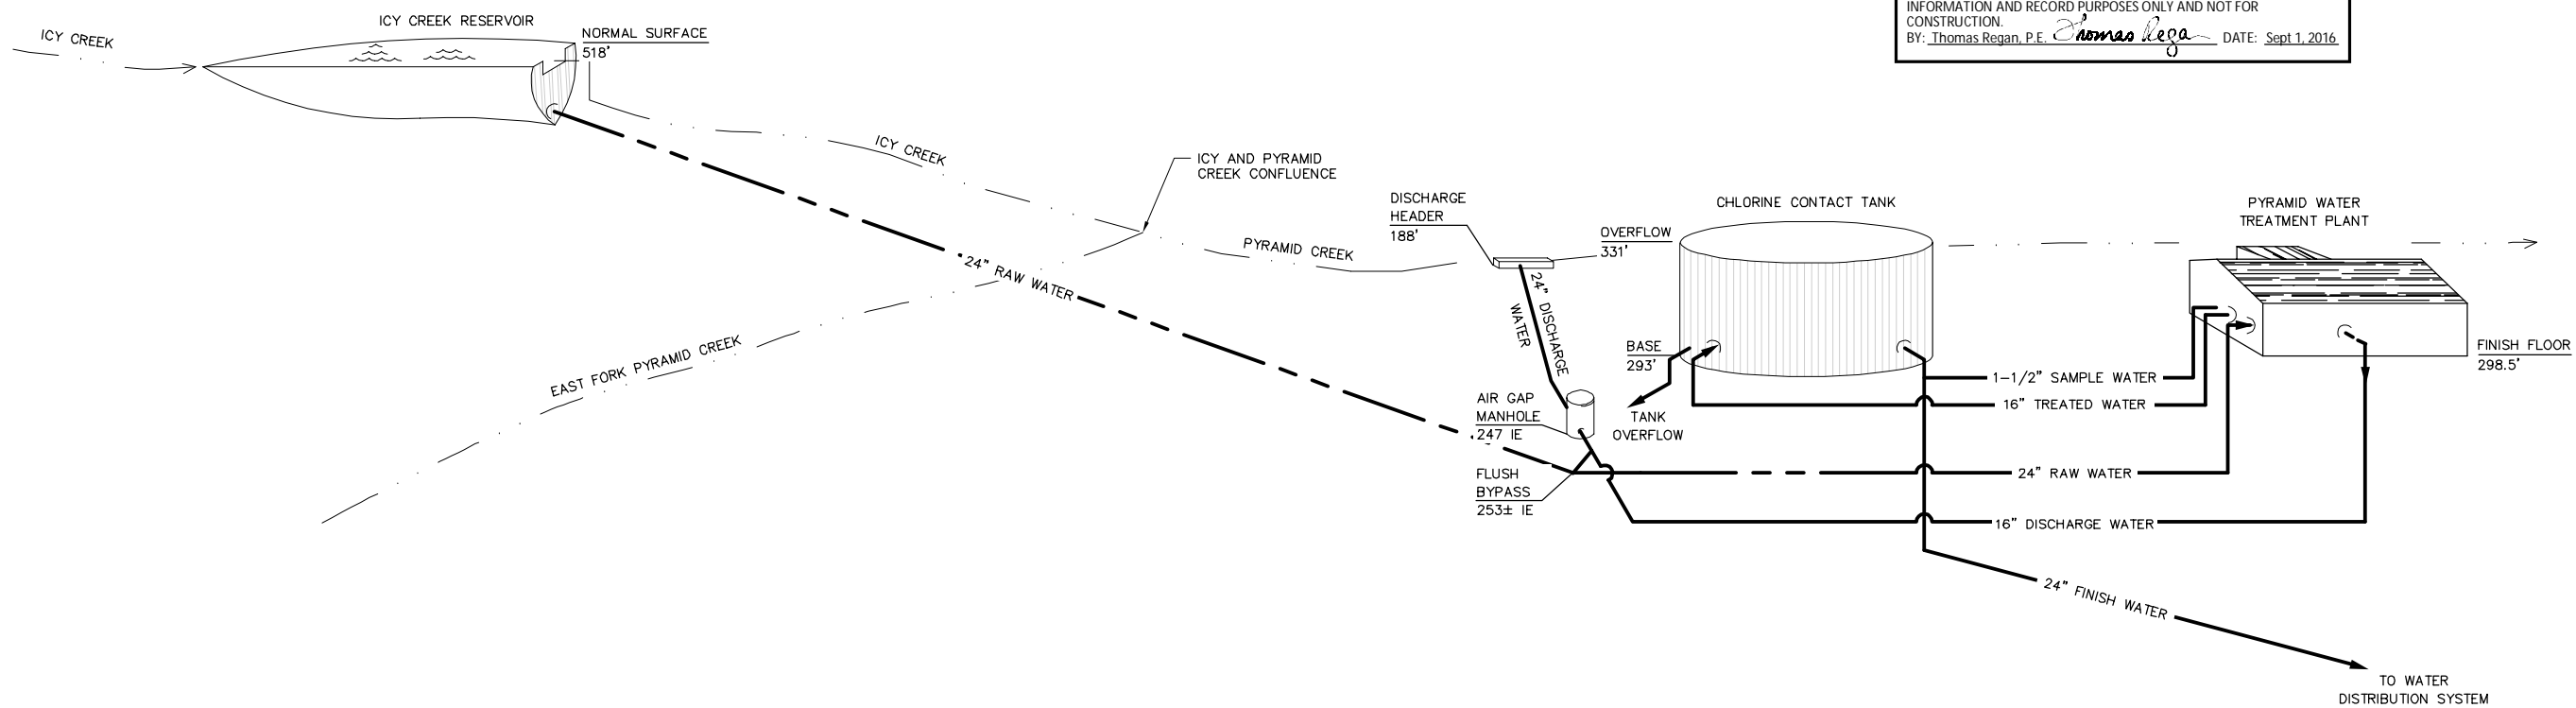 INFORMATION AND RECORD PURPOSES ONLY AND NOT FOR
CONSTRUCTION.
BY: Thomas Regan, P.E. Thomas Rega DATE: Sept 1, 2016
ICY CREEK RESERVOIR
ICY CREEK
NORMAL SURFACE
518'
ICY CREEK
ICY AND PYRAMID
CREEK CONFLUENCE
24" RAW WATER
EAST FORK PYRAMID CREEK
PYRAMID CREEK
DISCHARGE
HEADER
188'
OVERFLOW
331'
24" DISCHARGE
WATER
CHLORINE CONTACT TANK
PYRAMID WATER
TREATMENT PLANT
BASE
293'
FINISH FLOOR
298.5'
AIR GAP
MANHOLE
247 IE
TANK
OVERFLOW
1-1/2" SAMPLE WATER
16" TREATED WATER
FLUSH
BYPASS
253± IE
24" RAW WATER
16" DISCHARGE WATER
24" FINISH WATER
TO WATER
DISTRIBUTION SYSTEM